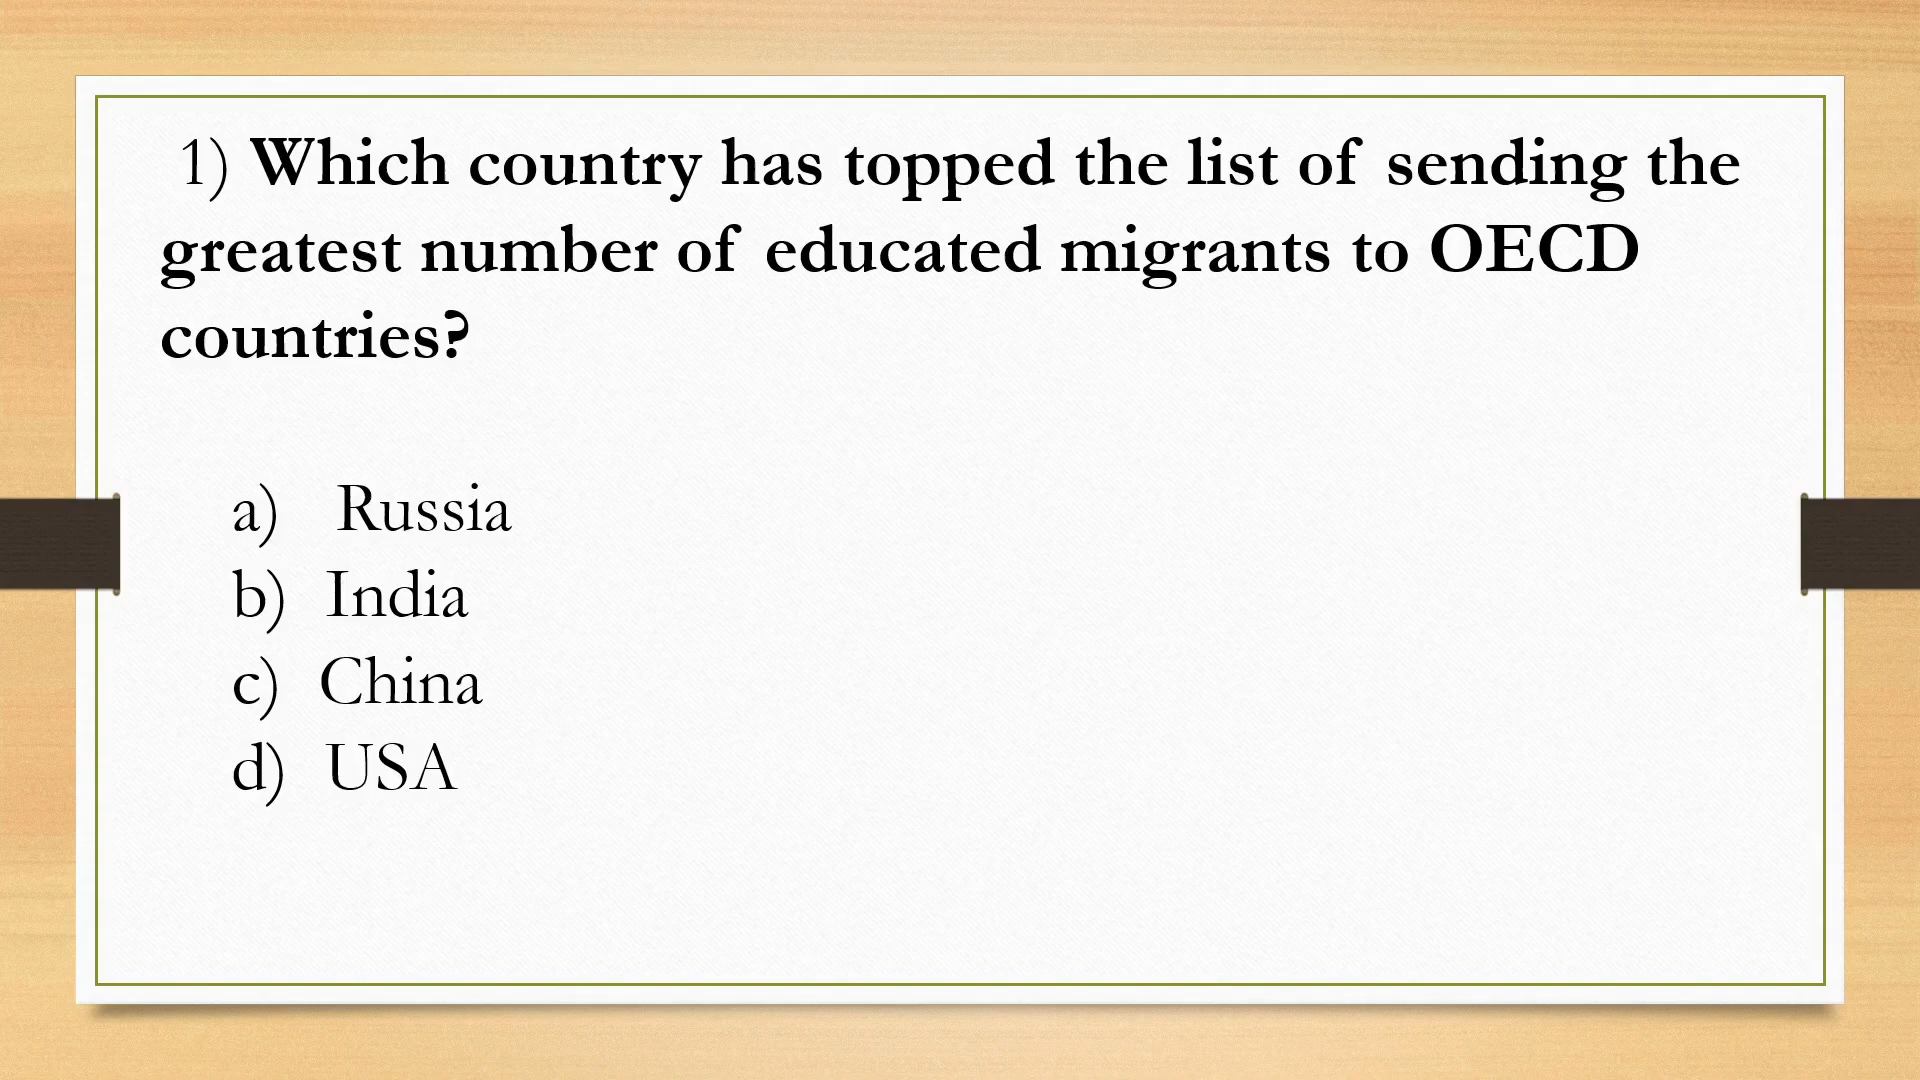 1) Which country has topped the list of sending the
greatest number of educated migrants to OECD
countries?
a) Russia
b) India
c) China
d) USA